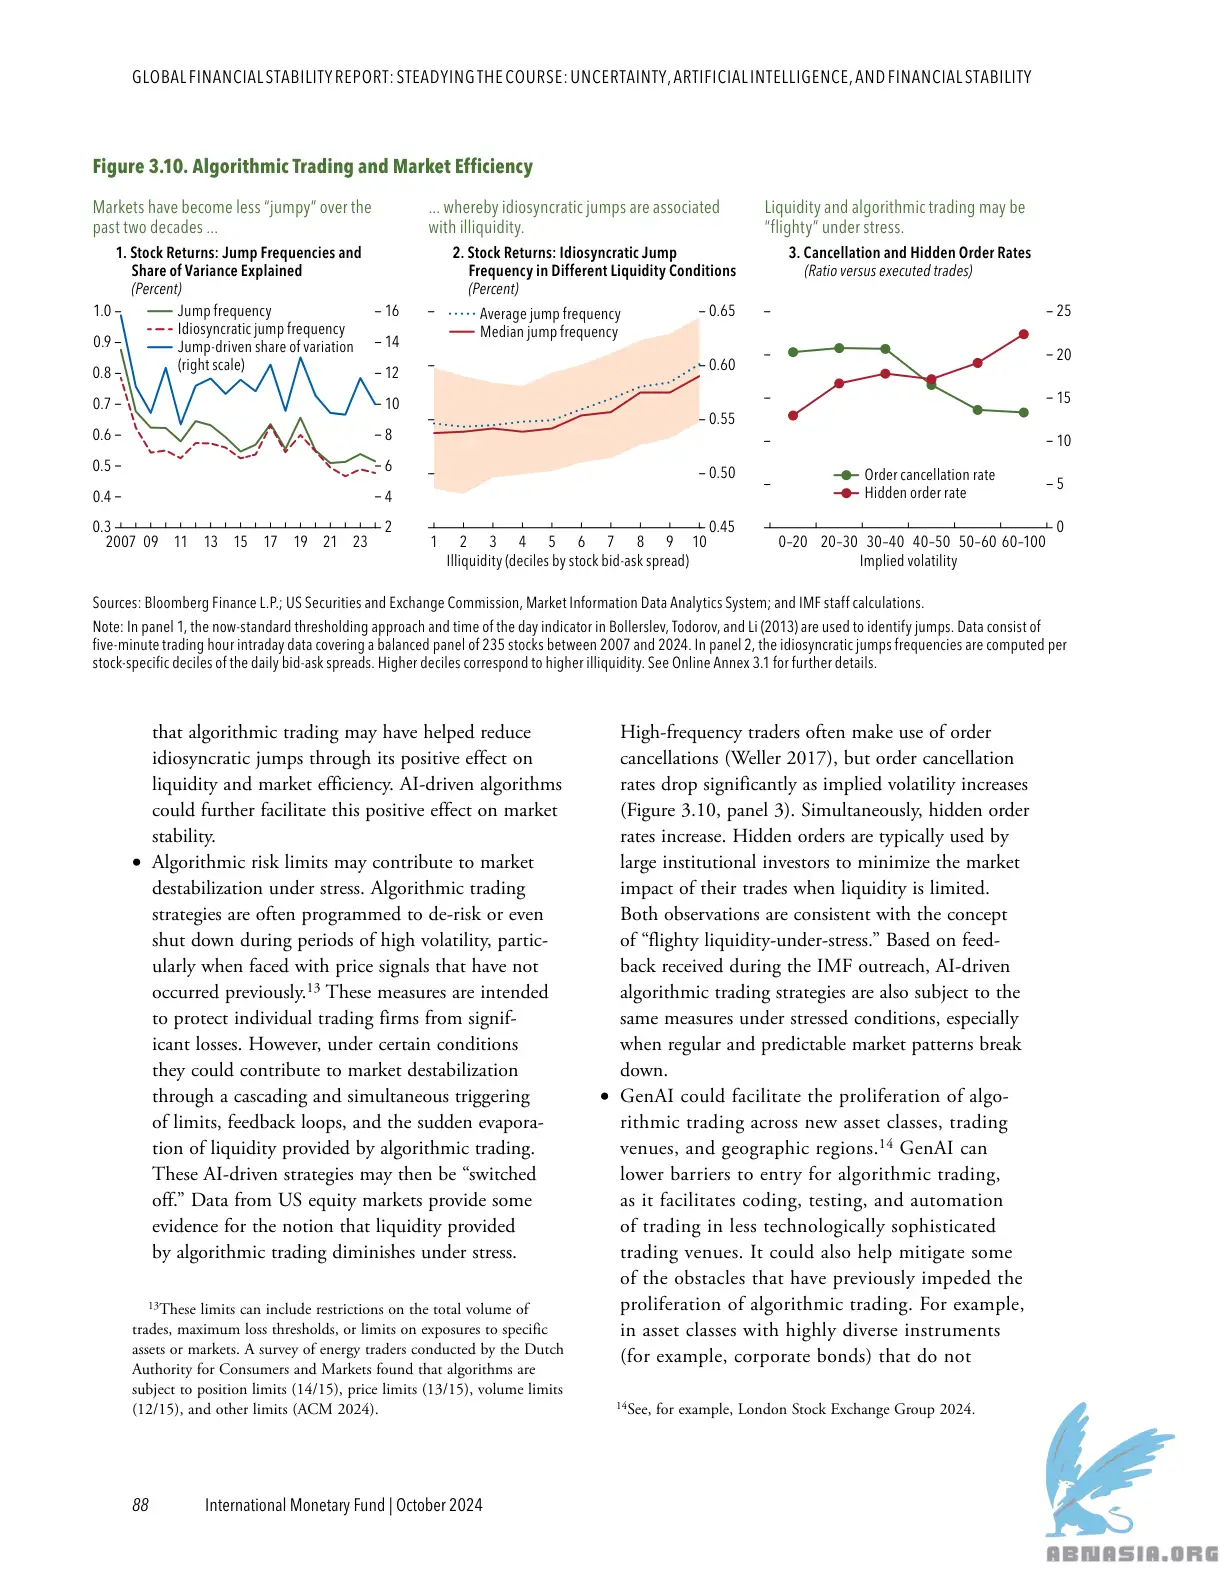 GLOBAL FINANCIAL STABILITY REPORT: STEADYING THE COURSE: UNCERTAINTY, ARTIFICIAL INTELLIGENCE, AND FINANCIAL STABILITY
Figure 3.10. Algorithmic Trading and Market Efficiency
Markets have become less “jumpy” over the
past two decades ...
1. Stock Returns: Jump Frequencies and
Share of Variance Explained
(Percent)
Jump frequency
Idiosyncratic jump frequency
Jump-driven share of variation
(right scale)
1.0
0.9
0.8
0.7
0.6
0.5
0.4
0.3
16
14
12
10
8
6
4
2
2007 09 11 13 15 17 19 21 23
... whereby idiosyncratic jumps are associated
with illiquidity.
2. Stock Returns: Idiosyncratic Jump
Frequency in Different Liquidity Conditions
(Percent)
Average jump frequency
Median jump frequency
0.65
0.60
0.55
0.50
0.45
1 2 3 4 5 6 7 8 9 10
Illiquidity (deciles by stock bid-ask spread)
Liquidity and algorithmic trading may be
“flighty” under stress.
3. Cancellation and Hidden Order Rates
(Ratio versus executed trades)
25
20
15
10
5
0
Order cancellation rate
Hidden order rate
0–20 20–30 30–40 40–50 50–60 60–100
Implied volatility
Sources: Bloomberg Finance L.P.; US Securities and Exchange Commission, Market Information Data Analytics System; and IMF staff calculations.
Note: In panel 1, the now-standard thresholding approach and time of the day indicator in Bollerslev, Todorov, and Li (2013) are used to identify jumps. Data consist of
five-minute trading hour intraday data covering a balanced panel of 235 stocks between 2007 and 2024. In panel 2, the idiosyncratic jumps frequencies are computed per
stock-specific deciles of the daily bid-ask spreads. Higher deciles correspond to higher illiquidity. See Online Annex 3.1 for further details.
that algorithmic trading may have helped reduce
idiosyncratic jumps through its positive effect on
liquidity and market efficiency. AI-driven algorithms
could further facilitate this positive effect on market
stability.
• Algorithmic risk limits may contribute to market
destabilization under stress. Algorithmic trading
strategies are often programmed to de-risk or even
shut down during periods of high volatility, partic-
ularly when faced with price signals that have not
occurred previously.13 These measures are intended
to protect individual trading firms from signif-
icant losses. However, under certain conditions
they could contribute to market destabilization
through a cascading and simultaneous triggering
of limits, feedback loops, and the sudden evapora-
tion of liquidity provided by algorithmic trading.
These AI-driven strategies may then be “switched
off.” Data from US equity markets provide some
evidence for the notion that liquidity provided
by algorithmic trading diminishes under stress.
13These limits can include restrictions on the total volume of
trades, maximum loss thresholds, or limits on exposures to specific
assets or markets. A survey of energy traders conducted by the Dutch
Authority for Consumers and Markets found that algorithms are
subject to position limits (14/15), price limits (13/15), volume limits
(12/15), and other limits (ACM 2024).
High-frequency traders often make use of order
cancellations (Weller 2017), but order cancellation
rates drop significantly as implied volatility increases
(Figure 3.10, panel 3). Simultaneously, hidden order
rates increase. Hidden orders are typically used by
large institutional investors to minimize the market
impact of their trades when liquidity is limited.
Both observations are consistent with the concept
of “flighty liquidity-under-stress.” Based on feed-
back received during the IMF outreach, AI-driven
algorithmic trading strategies are also subject to the
same measures under stressed conditions, especially
when regular and predictable market patterns break
down.
• GenAI could facilitate the proliferation of algo-
rithmic trading across new asset classes, trading
venues, and geographic regions.14 GenAI can
lower barriers to entry for algorithmic trading,
as it facilitates coding, testing, and automation
of trading in less technologically sophisticated
trading venues. It could also help mitigate some
of the obstacles that have previously impeded the
proliferation of algorithmic trading. For example,
in asset classes with highly diverse instruments
(for example, corporate bonds) that do not
14See, for example, London Stock Exchange Group 2024.
88 International Monetary Fund | October 2024
ABNASIA.ORG